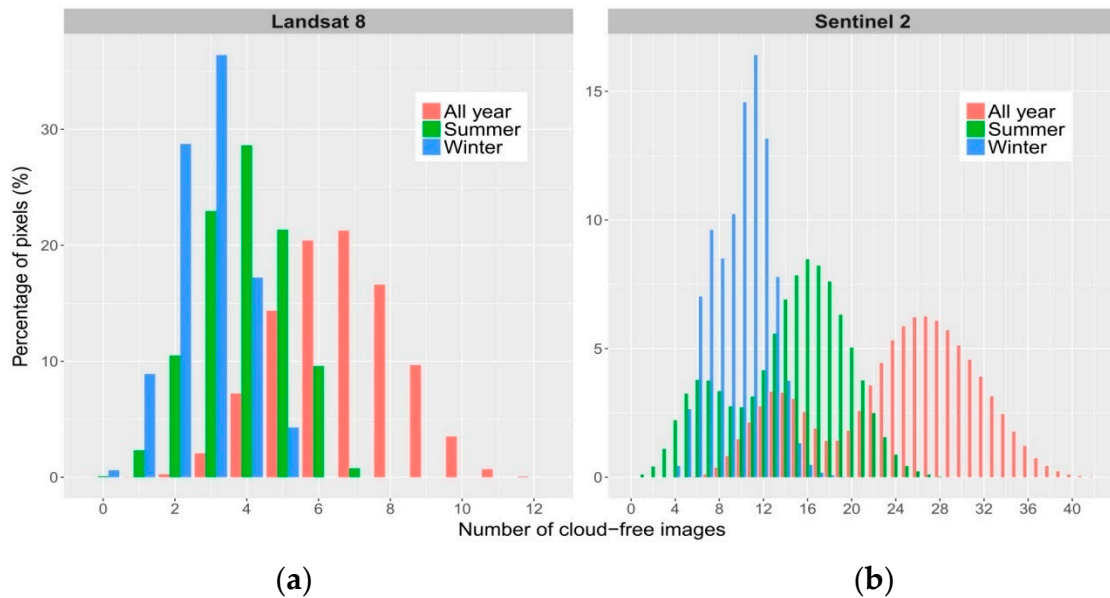 Landsat 8
Sentinel 2
Percentage of pixels (%)
30
20
10
0
All year
Summer
Winter
0 2 4 6 8 10 12
15
10
5
0
All year
Summer
Winter
0 4 8 12 16 20 24 28 32 36 40
Number of cloud-free images
(a)
(b)